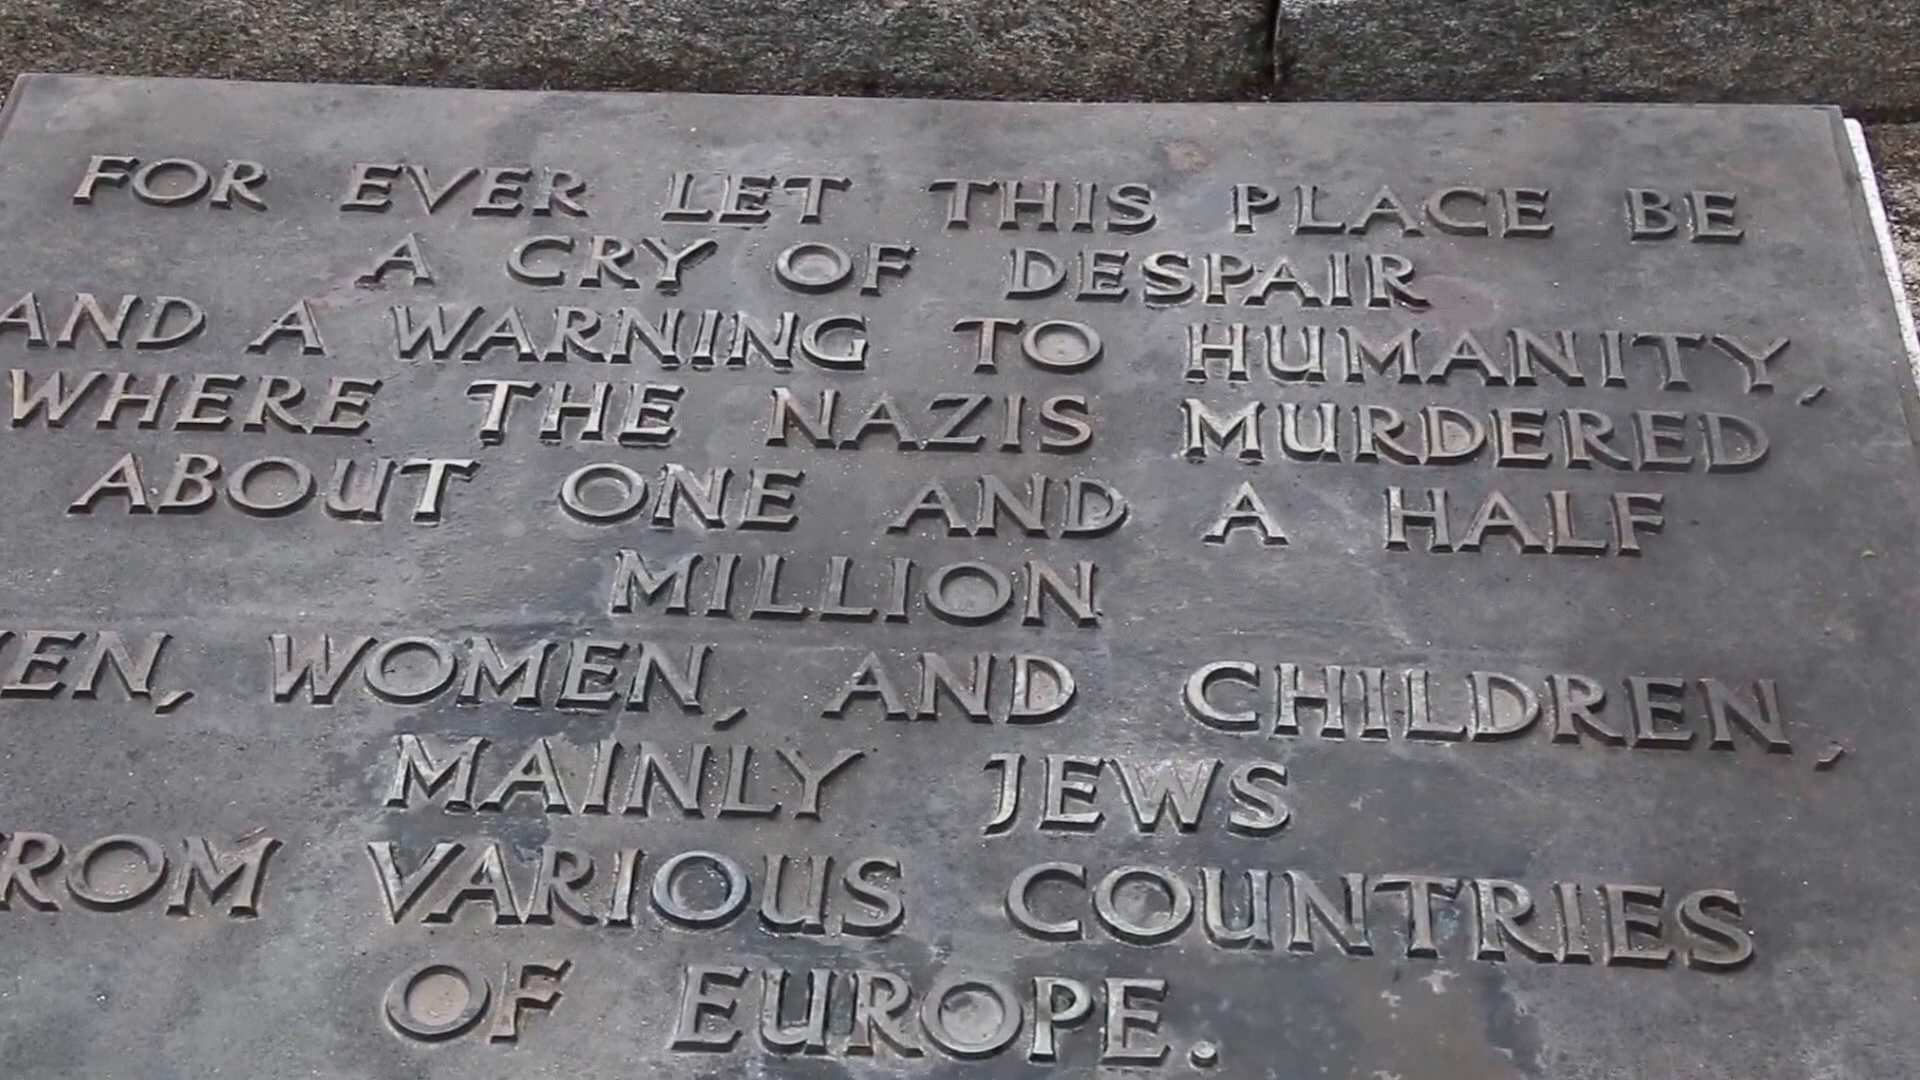 FOR EVER LET THIS PLACE BE
A CRY OF DESPAIR
AND A WARNING TO HUMANITY,
WHERE THE NAZIS MURDERED
ABOUT ONE AND A HALF
MILLION
EN, WOMEN, AND CHILDREN,
MAINLY JEWS
ROM VARIOUS COUNTRIES
OF EUROPE.